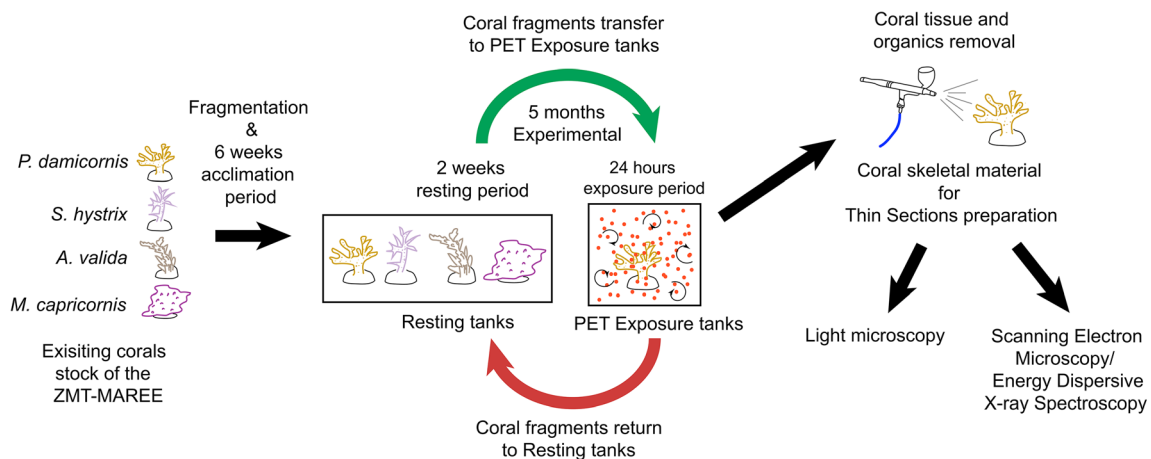 P. damicornis
S. hystrix
A. valida
M. capricornis
Exisiting corals
stock of the
ZMT-MAREE
Fragmentation
&
6 weeks
acclimation
period
Coral fragments transfer
to PET Exposure tanks
5 months
Experimental
2 weeks
resting period
24 hours
exposure period
Resting tanks
PET Exposure tanks
Coral fragments return
to Resting tanks
Coral tissue and
organics removal
Coral skeletal material
for
Thin Sections preparation
Light microscopy
Scanning Electron
Microscopy/
Energy Dispersive
X-ray Spectroscopy